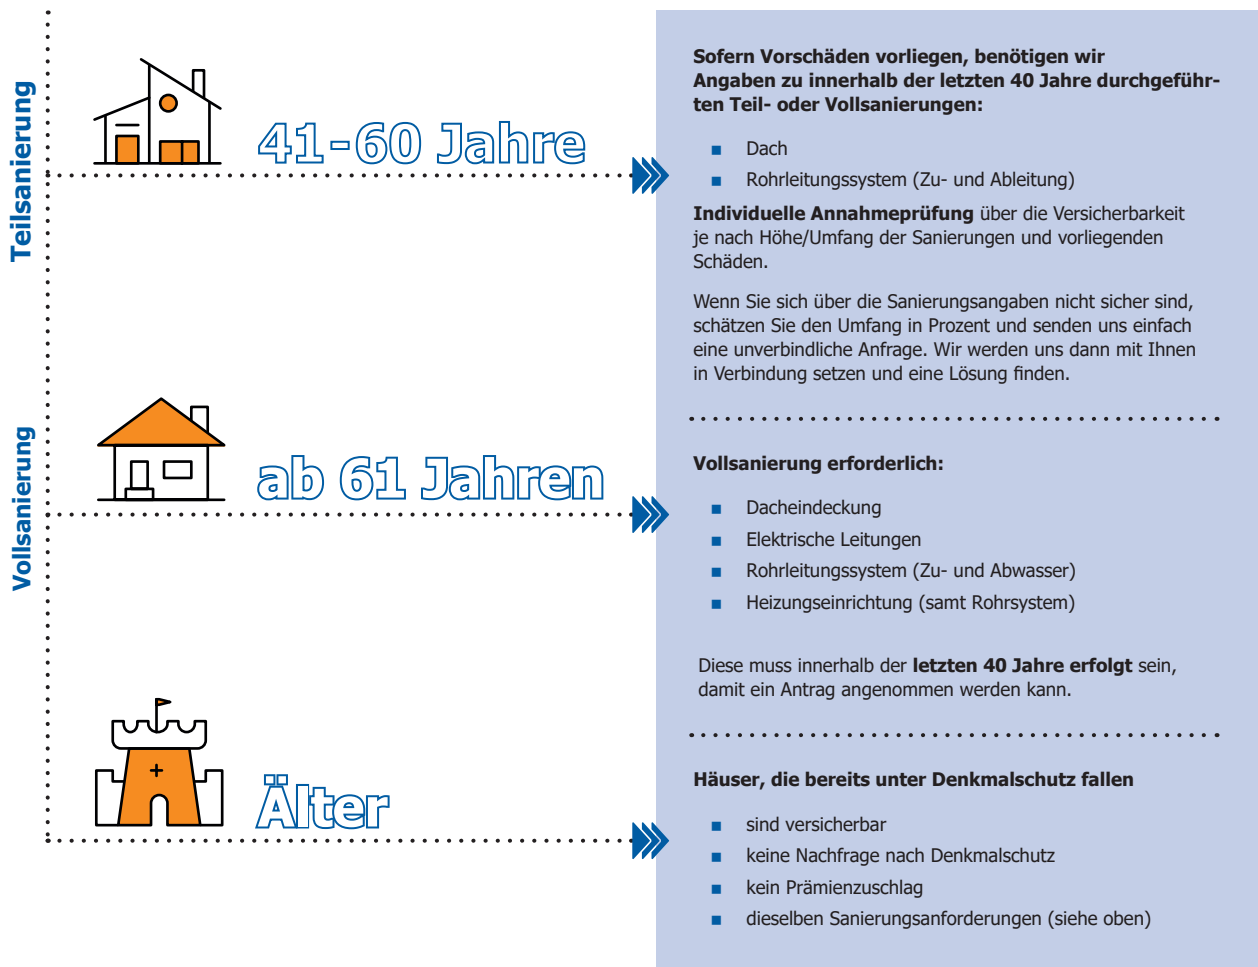 Teilsanierung
41-60 Jahre
Sofern Vorschäden vorliegen, benötigen wir
Angaben zu innerhalb der letzten 40 Jahre durchgeführ-
ten Teil- oder Vollsanierungen:
■ Dach
■ Rohrleitungssystem (Zu- und Ableitung)
Individuelle Annahmeprüfung über die Versicherbarkeit
je nach Höhe/Umfang der Sanierungen und vorliegenden
Schäden.
Wenn Sie sich über die Sanierungsangaben nicht sicher sind,
schätzen Sie den Umfang in Prozent und senden uns einfach
eine unverbindliche Anfrage. Wir werden uns dann mit Ihnen
in Verbindung setzen und eine Lösung finden.
Vollsanierung
ab 61 Jahren
Vollsanierung erforderlich:
■ Dacheindeckung
■ Elektrische Leitungen
■ Rohrleitungssystem (Zu- und Abwasser)
■ Heizungseinrichtung (samt Rohrsystem)
Diese muss innerhalb der letzten 40 Jahre erfolgt sein,
damit ein Antrag angenommen werden kann.
Älter
Häuser, die bereits unter Denkmalschutz fallen
■ sind versicherbar
■ keine Nachfrage nach Denkmalschutz
■ kein Prämienzuschlag
■ dieselben Sanierungsanforderungen (siehe oben)